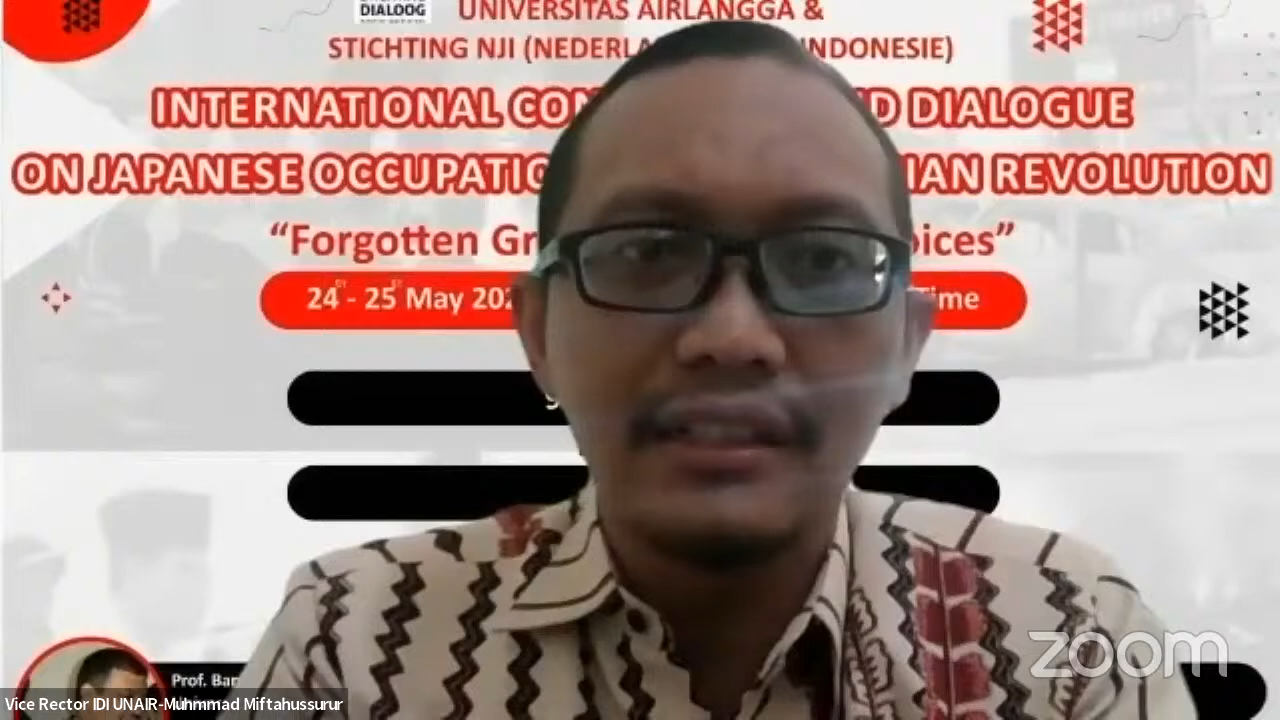 DIALOOG
UNIVERSITAS AIRLANGGA &
STICHTING NJI (NEDERLA INDONESIE)
INTERNATIONAL CON D DIALOGUE
ON JAPANESE OCCUPATIO IAN REVOLUTION
“Forgotten Gr oices”
24 - 25 May 202 Time
zoom
Prof. Bar
Vice Rector IDI UNAIR-Muhmmad Miftahussurur